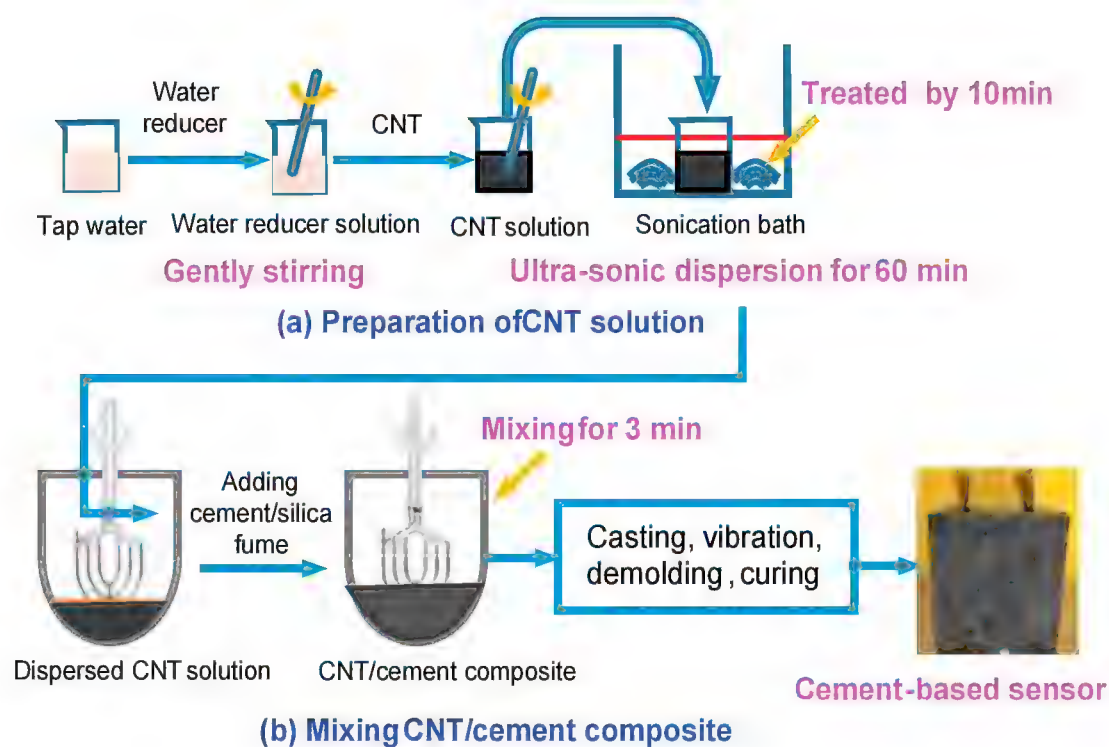 Water
reducer
CNT
Treated by 10min
Tap water
Water reducer solution
CNT solution
Sonication bath
Gently stirring
Ultra-sonic dispersion for 60 min
(a) Preparation ofCNT solution
Mixing for 3 min
Adding
cement/silica
fume
Casting, vibration,
demolding , curing
Dispersed CNT solution
CNT/cement composite
Cement-based sensor
(b) Mixing CNT/cement composite